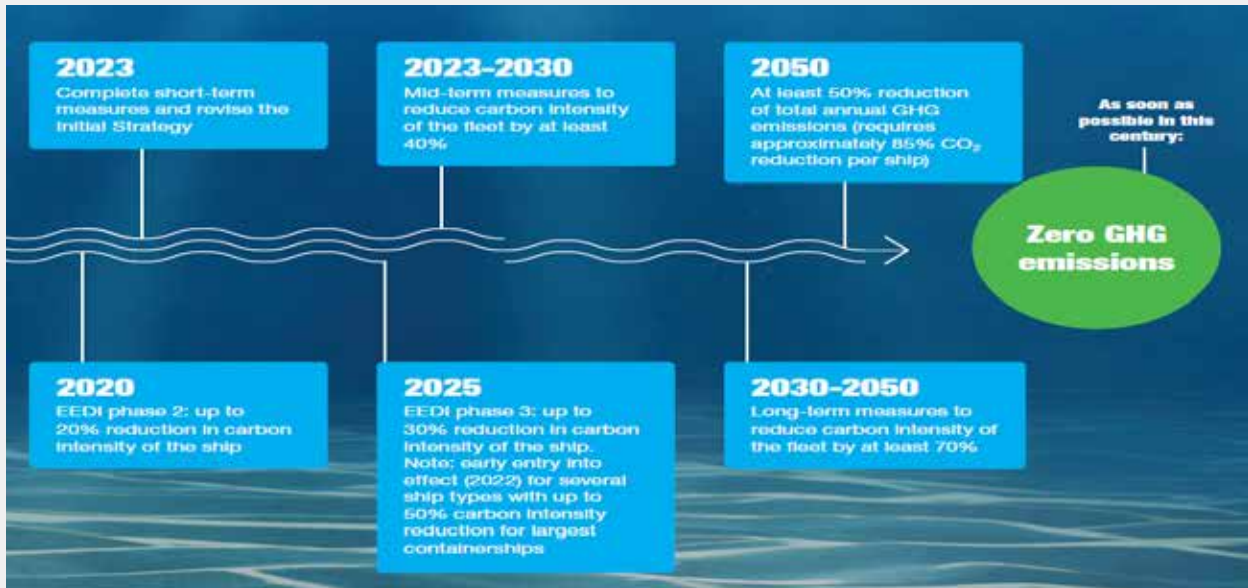 2023
Complete short-term
measures and revise the
Initial Strategy
2023–2030
Mid-term measures to
reduce carbon intensity
of the fleet by at least
40%
2050
At least 50% reduction
of total annual GHG
emissions (requires
approximately 85% CO₂
reduction per ship)
As soon as
possible in this
century:
Zero GHG
emissions
2020
EEDI phase 2: up to
20% reduction in carbon
intensity of the ship
2025
EEDI phase 3: up to
30% reduction in carbon
intensity of the ship.
Note: early entry into
effect (2022) for several
ship types with up to
50% carbon intensity
reduction for largest
containerships
2030-2050
Long-term measures to
reduce carbon intensity of
the fleet by at least 70%